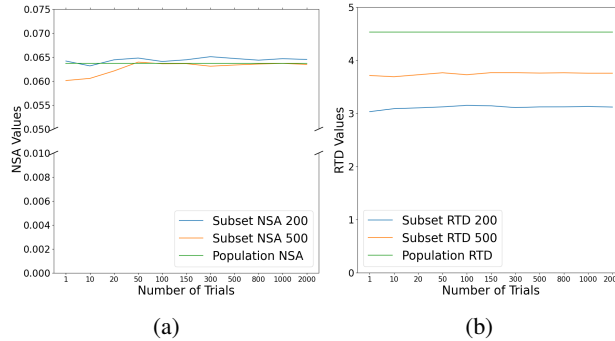 0.075
0.070
0.065
0.060
0.055
0.050
0.010
0.008
0.006
0.004
0.002
0.000
NSA Values
Subset NSA 200
Subset NSA 500
Population NSA
1 10 20 50 100 150 300 500 800 1000 2000
Number of Trials
(a)
5
4
3
2
1
0
RTD Values
Subset RTD 200
Subset RTD 500
Population RTD
1 10 20 50 100 150 300 500 800 1000 200
Number of Trials
(b)